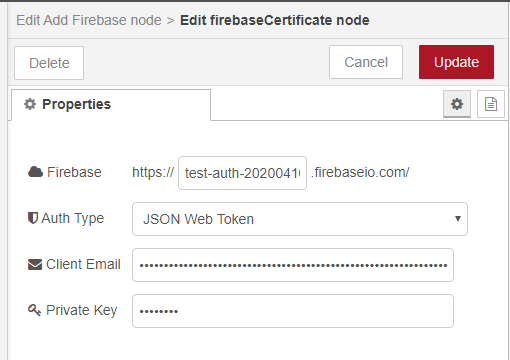 Edit Add Firebase node > Edit firebaseCertificate node
Delete
Cancel
Update
Properties
Firebase https:// test-auth-2020041 .firebaseio.com/
Auth Type JSON Web Token
Client Email
Private Key ••••••••